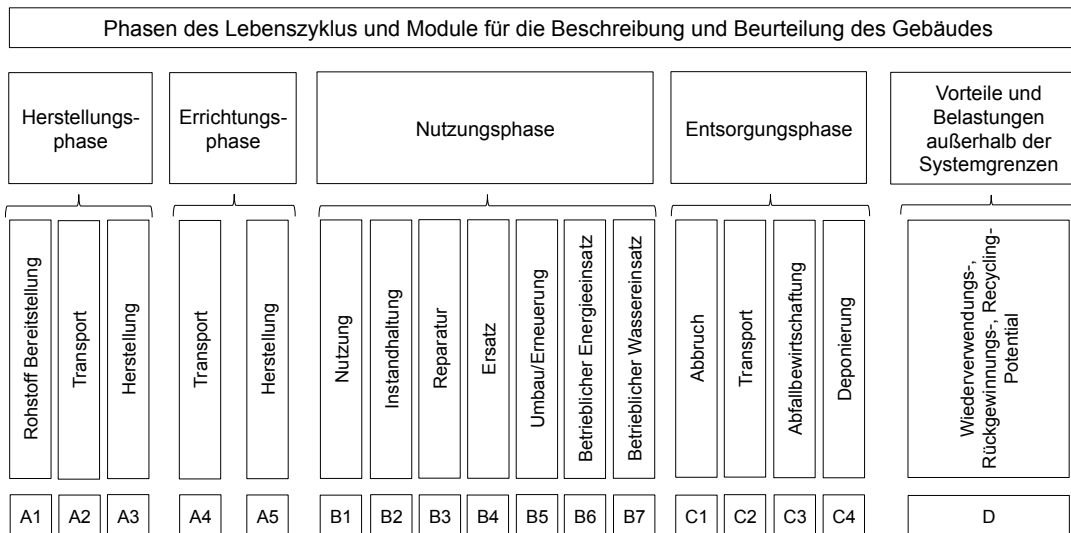 Phasen des Lebenszyklus und Module für die Beschreibung und Beurteilung des Gebäudes
Herstellungs-
phase
Errichtungs-
phase
Nutzungsphase
Entsorgungsphase
Vorteile und
Belastungen
außerhalb der
Systemgrenzen
Rohstoff Bereitstellung
Transport
Herstellung
Transport
Herstellung
Nutzung
Instandhaltung
Reparatur
Ersatz
Umbau/Erneuerung
Betrieblicher Energieeinsatz
Betrieblicher Wassereinsatz
Abbruch
Transport
Abfallbewirtschaftung
Deponierung
Wiederverwendungs-,
Rückgewinnungs-, Recycling-
Potential
A1
A2
A3
A4
A5
B1
B2
B3
B4
B5
B6
B7
C1
C2
C3
C4
D